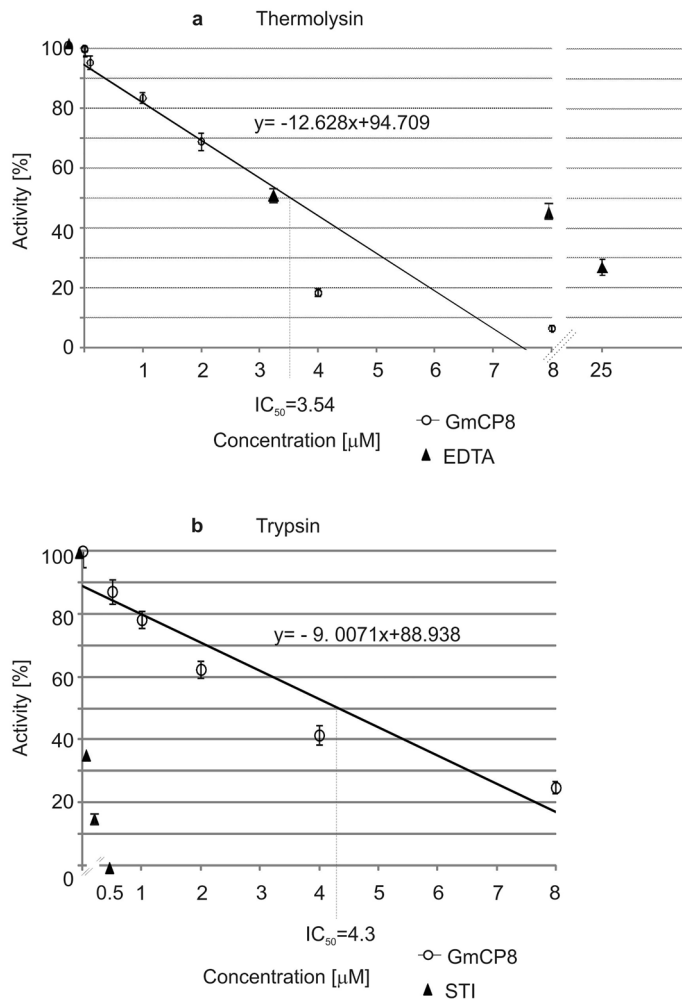 a Thermolysin
100
80
60
40
20
0
Activity [%]
y= -12.628x+94.709
1 2 3 4 5 6 7 8 25
IC50=3.54
Concentration [μM]
GmCP8
EDTA
b Trypsin
100
80
60
40
20
0
Activity [%]
y= - 9. 0071x+88.938
0.5 1 2 3 4 5 6 7 8
IC50=4.3
Concentration [μM]
GmCP8
STI